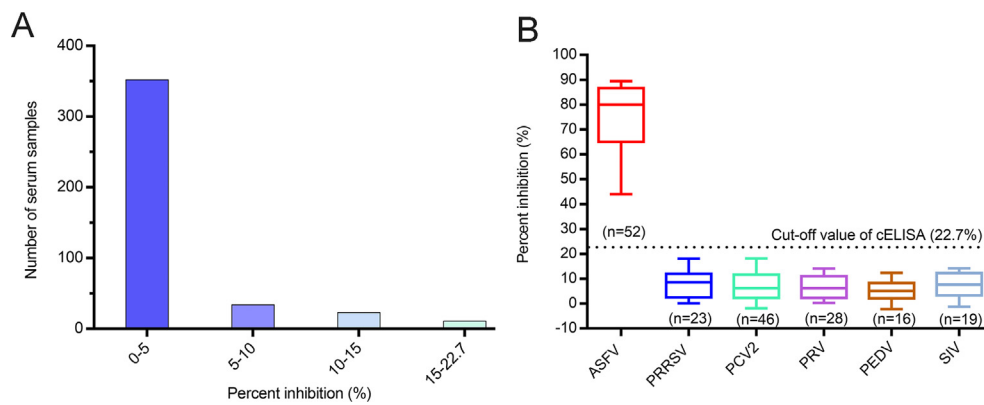 A
400
300
200
100
0
Number of serum samples
0-5
5-10
10-15
15-22.7
Percent inhibition (%)
B
100
90
80
70
60
50
40
30
20
10
0
-10
Percent inhibition (%)
(n=52)
Cut-off value of cELISA (22.7%)
(n=23)
(n=46)
(n=28)
(n=16)
(n=19)
ASFV
PRRSV
PCV2
PRV
PEDV
SIV